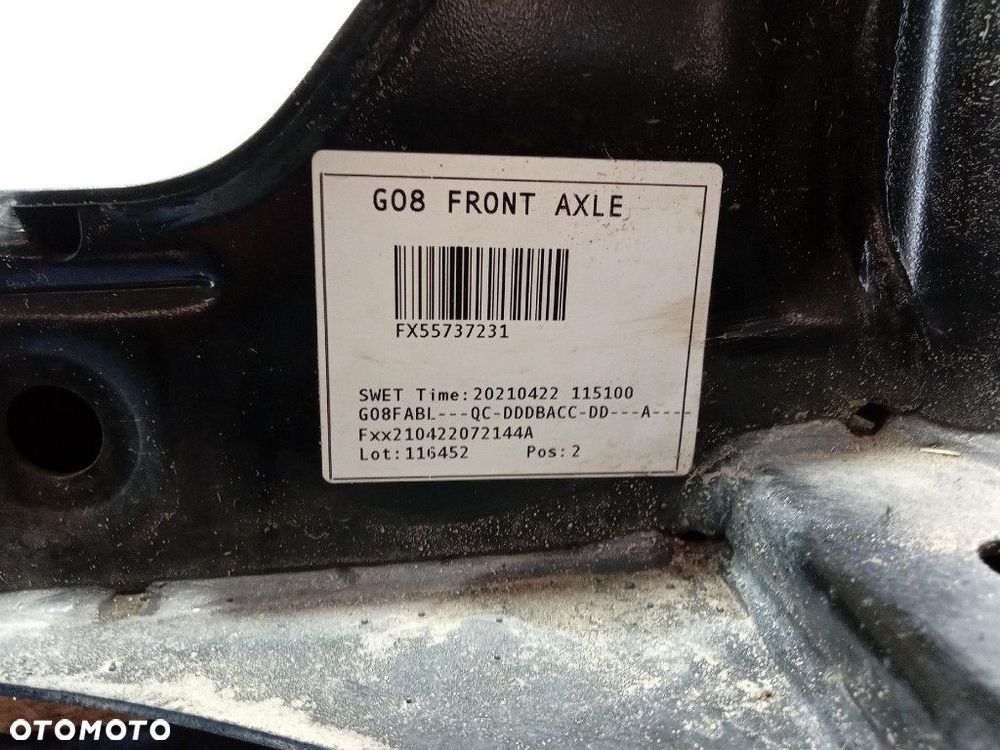 G08 FRONT AXLE
FX55737231
SWET Time:20210422 115100
G08FABL---QC-DDDBACC-DD---A----
Fxx210422072144A
Lot:116452 Pos:2
OTOMOTO